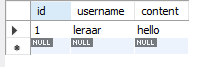 id username content
1 leraar hello
NULL NULL NULL